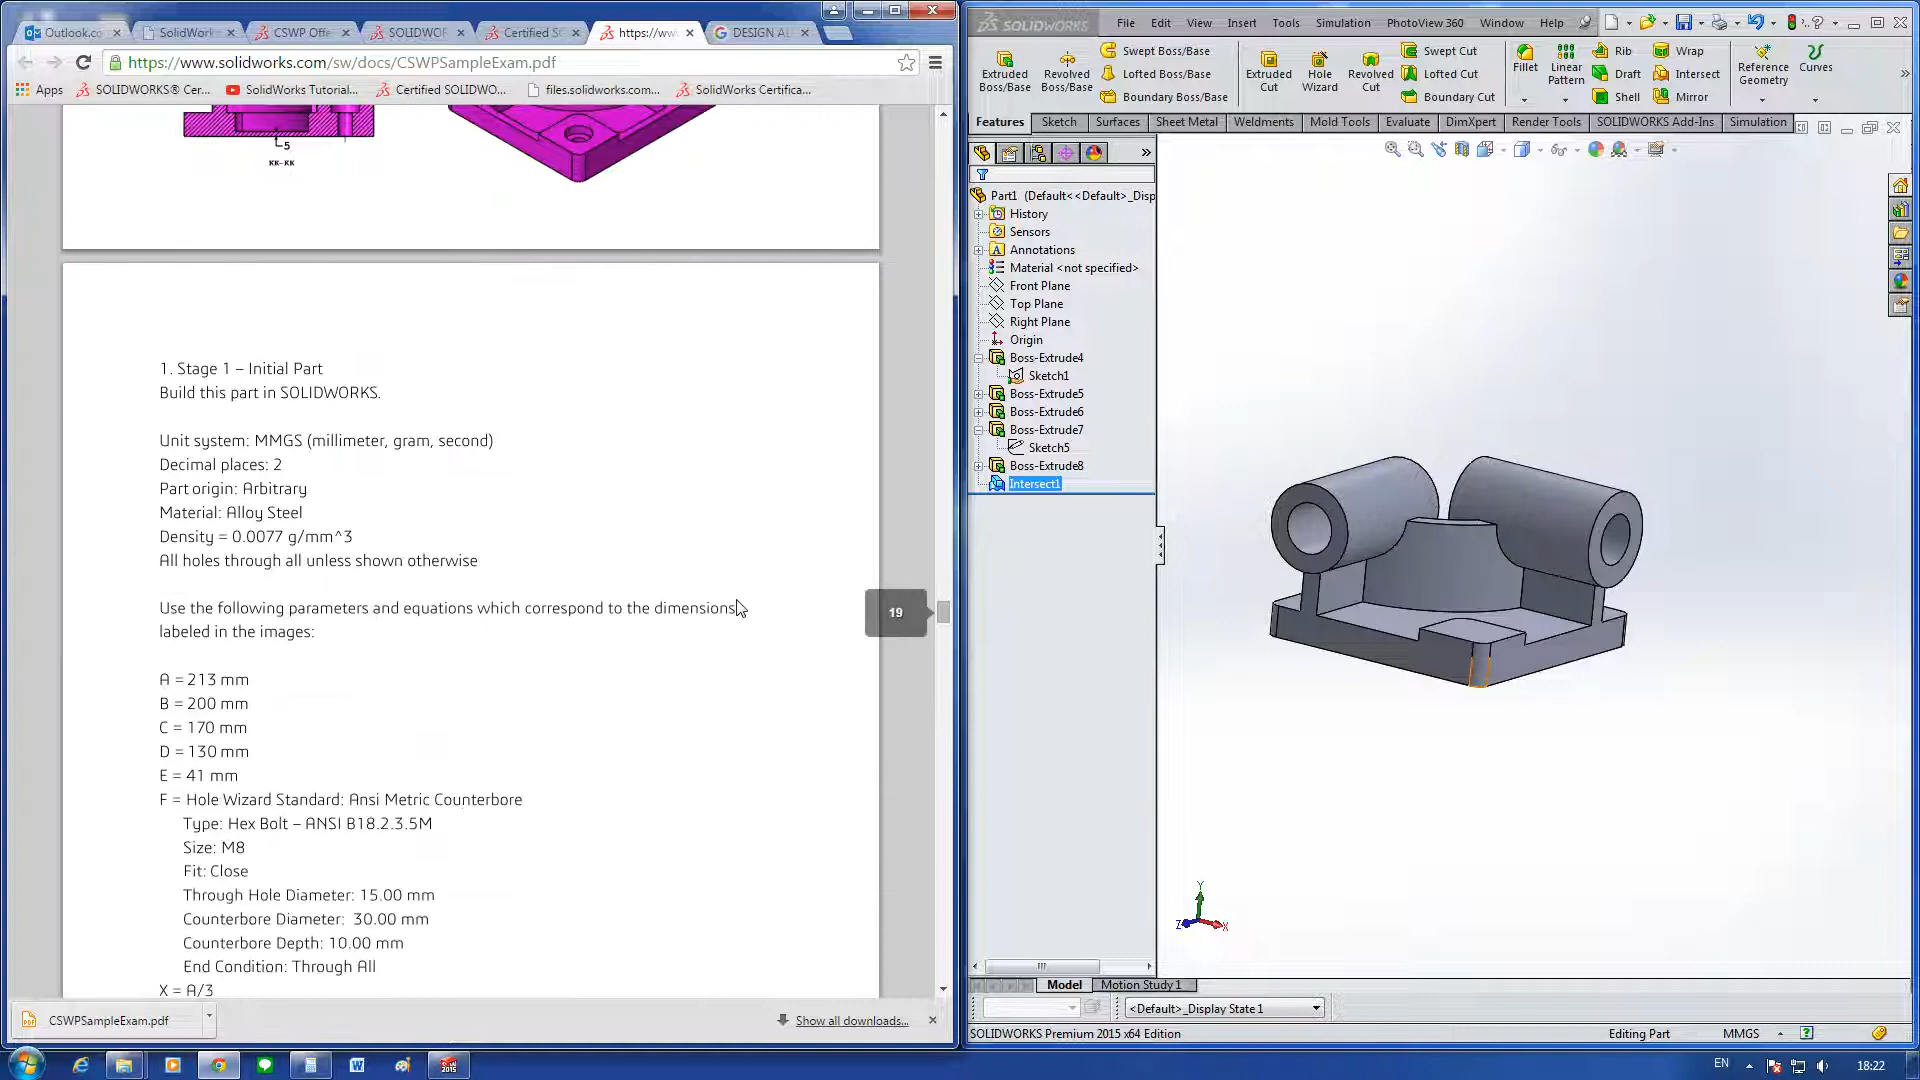 Outlook.co
SolidWork
CSWP Offe
SOLIDWOR
Certified SO
https://ww
DESIGN AL
https://www.solidworks.com/sw/docs/CSWPSampleExam.pdf
Apps
SOLIDWORKS® Cer...
SolidWorks Tutorial...
Certified SOLIDWO...
files.solidworks.com...
SolidWorks Certifica...
5
KK-KK
1. Stage 1 – Initial Part
Build this part in SOLIDWORKS.
Unit system: MMGS (millimeter, gram, second)
Decimal places: 2
Part origin: Arbitrary
Material: Alloy Steel
Density = 0.0077 g/mm^3
All holes through all unless shown otherwise
Use the following parameters and equations which correspond to the dimensions
labeled in the images:
A = 213 mm
B = 200 mm
C = 170 mm
D = 130 mm
E = 41 mm
F = Hole Wizard Standard: Ansi Metric Counterbore
Type: Hex Bolt – ANSI B18.2.3.5M
Size: M8
Fit: Close
Through Hole Diameter: 15.00 mm
Counterbore Diameter: 30.00 mm
Counterbore Depth: 10.00 mm
End Condition: Through All
X = A/3
19
CSWPSampleExam.pdf
Show all downloads...
SOLIDWORKS
File Edit View Insert Tools Simulation PhotoView 360 Window Help
Extruded Boss/Base
Revolved Boss/Base
Swept Boss/Base
Lofted Boss/Base
Boundary Boss/Base
Extruded Cut
Hole Wizard
Revolved Cut
Swept Cut
Lofted Cut
Boundary Cut
Fillet
Linear Pattern
Rib
Draft
Shell
Wrap
Intersect
Mirror
Reference Geometry
Curves
Features Sketch Surfaces Sheet Metal Weldments Mold Tools Evaluate DimXpert Render Tools SOLIDWORKS Add-Ins Simulation
Part1 (Default<<Default>_Disp
History
Sensors
Annotations
Material <not specified>
Front Plane
Top Plane
Right Plane
Origin
Boss-Extrude4
Sketch1
Boss-Extrude5
Boss-Extrude6
Boss-Extrude7
Sketch5
Boss-Extrude8
Intersect1
Y
Z
X
Model
Motion Study 1
<Default>_Display State 1
SOLIDWORKS Premium 2015 x64 Edition
Editing Part
MMGS
2015
EN
18:22